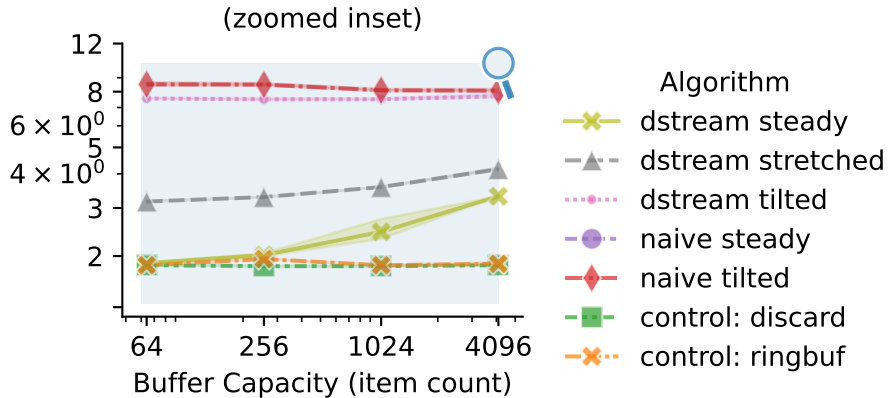 (zoomed inset)
12
8
6 × 10⁰
5
4 × 10⁰
3
2
64 256 1024 4096
Buffer Capacity (item count)
Algorithm
dstream steady
dstream stretched
dstream tilted
naive steady
naive tilted
control: discard
control: ringbuf